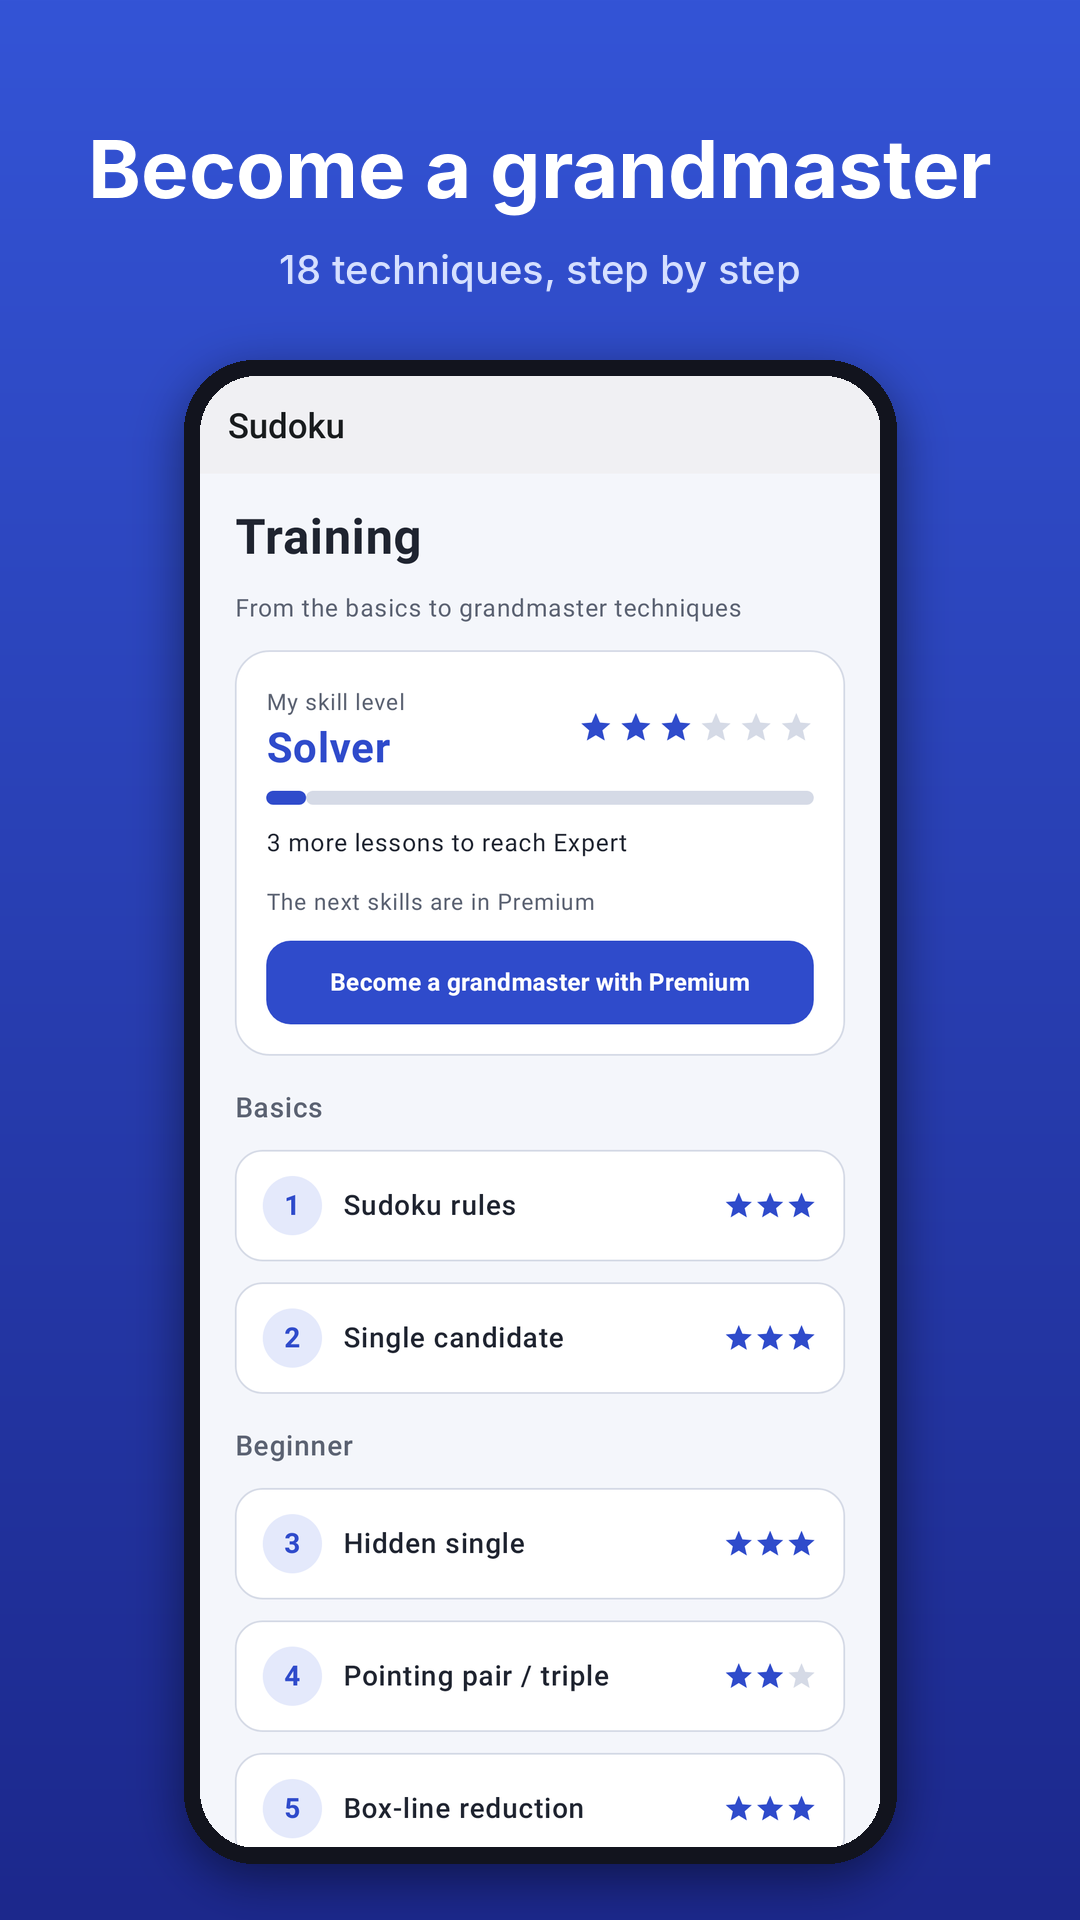 Become a grandmaster
18 techniques, step by step
Sudoku
Training
From the basics to grandmaster techniques
My skill level
Solver
3 more lessons to reach Expert
The next skills are in Premium
Become a grandmaster with Premium
Basics
1 Sudoku rules
2 Single candidate
Beginner
3 Hidden single
4 Pointing pair / triple
5 Box-line reduction